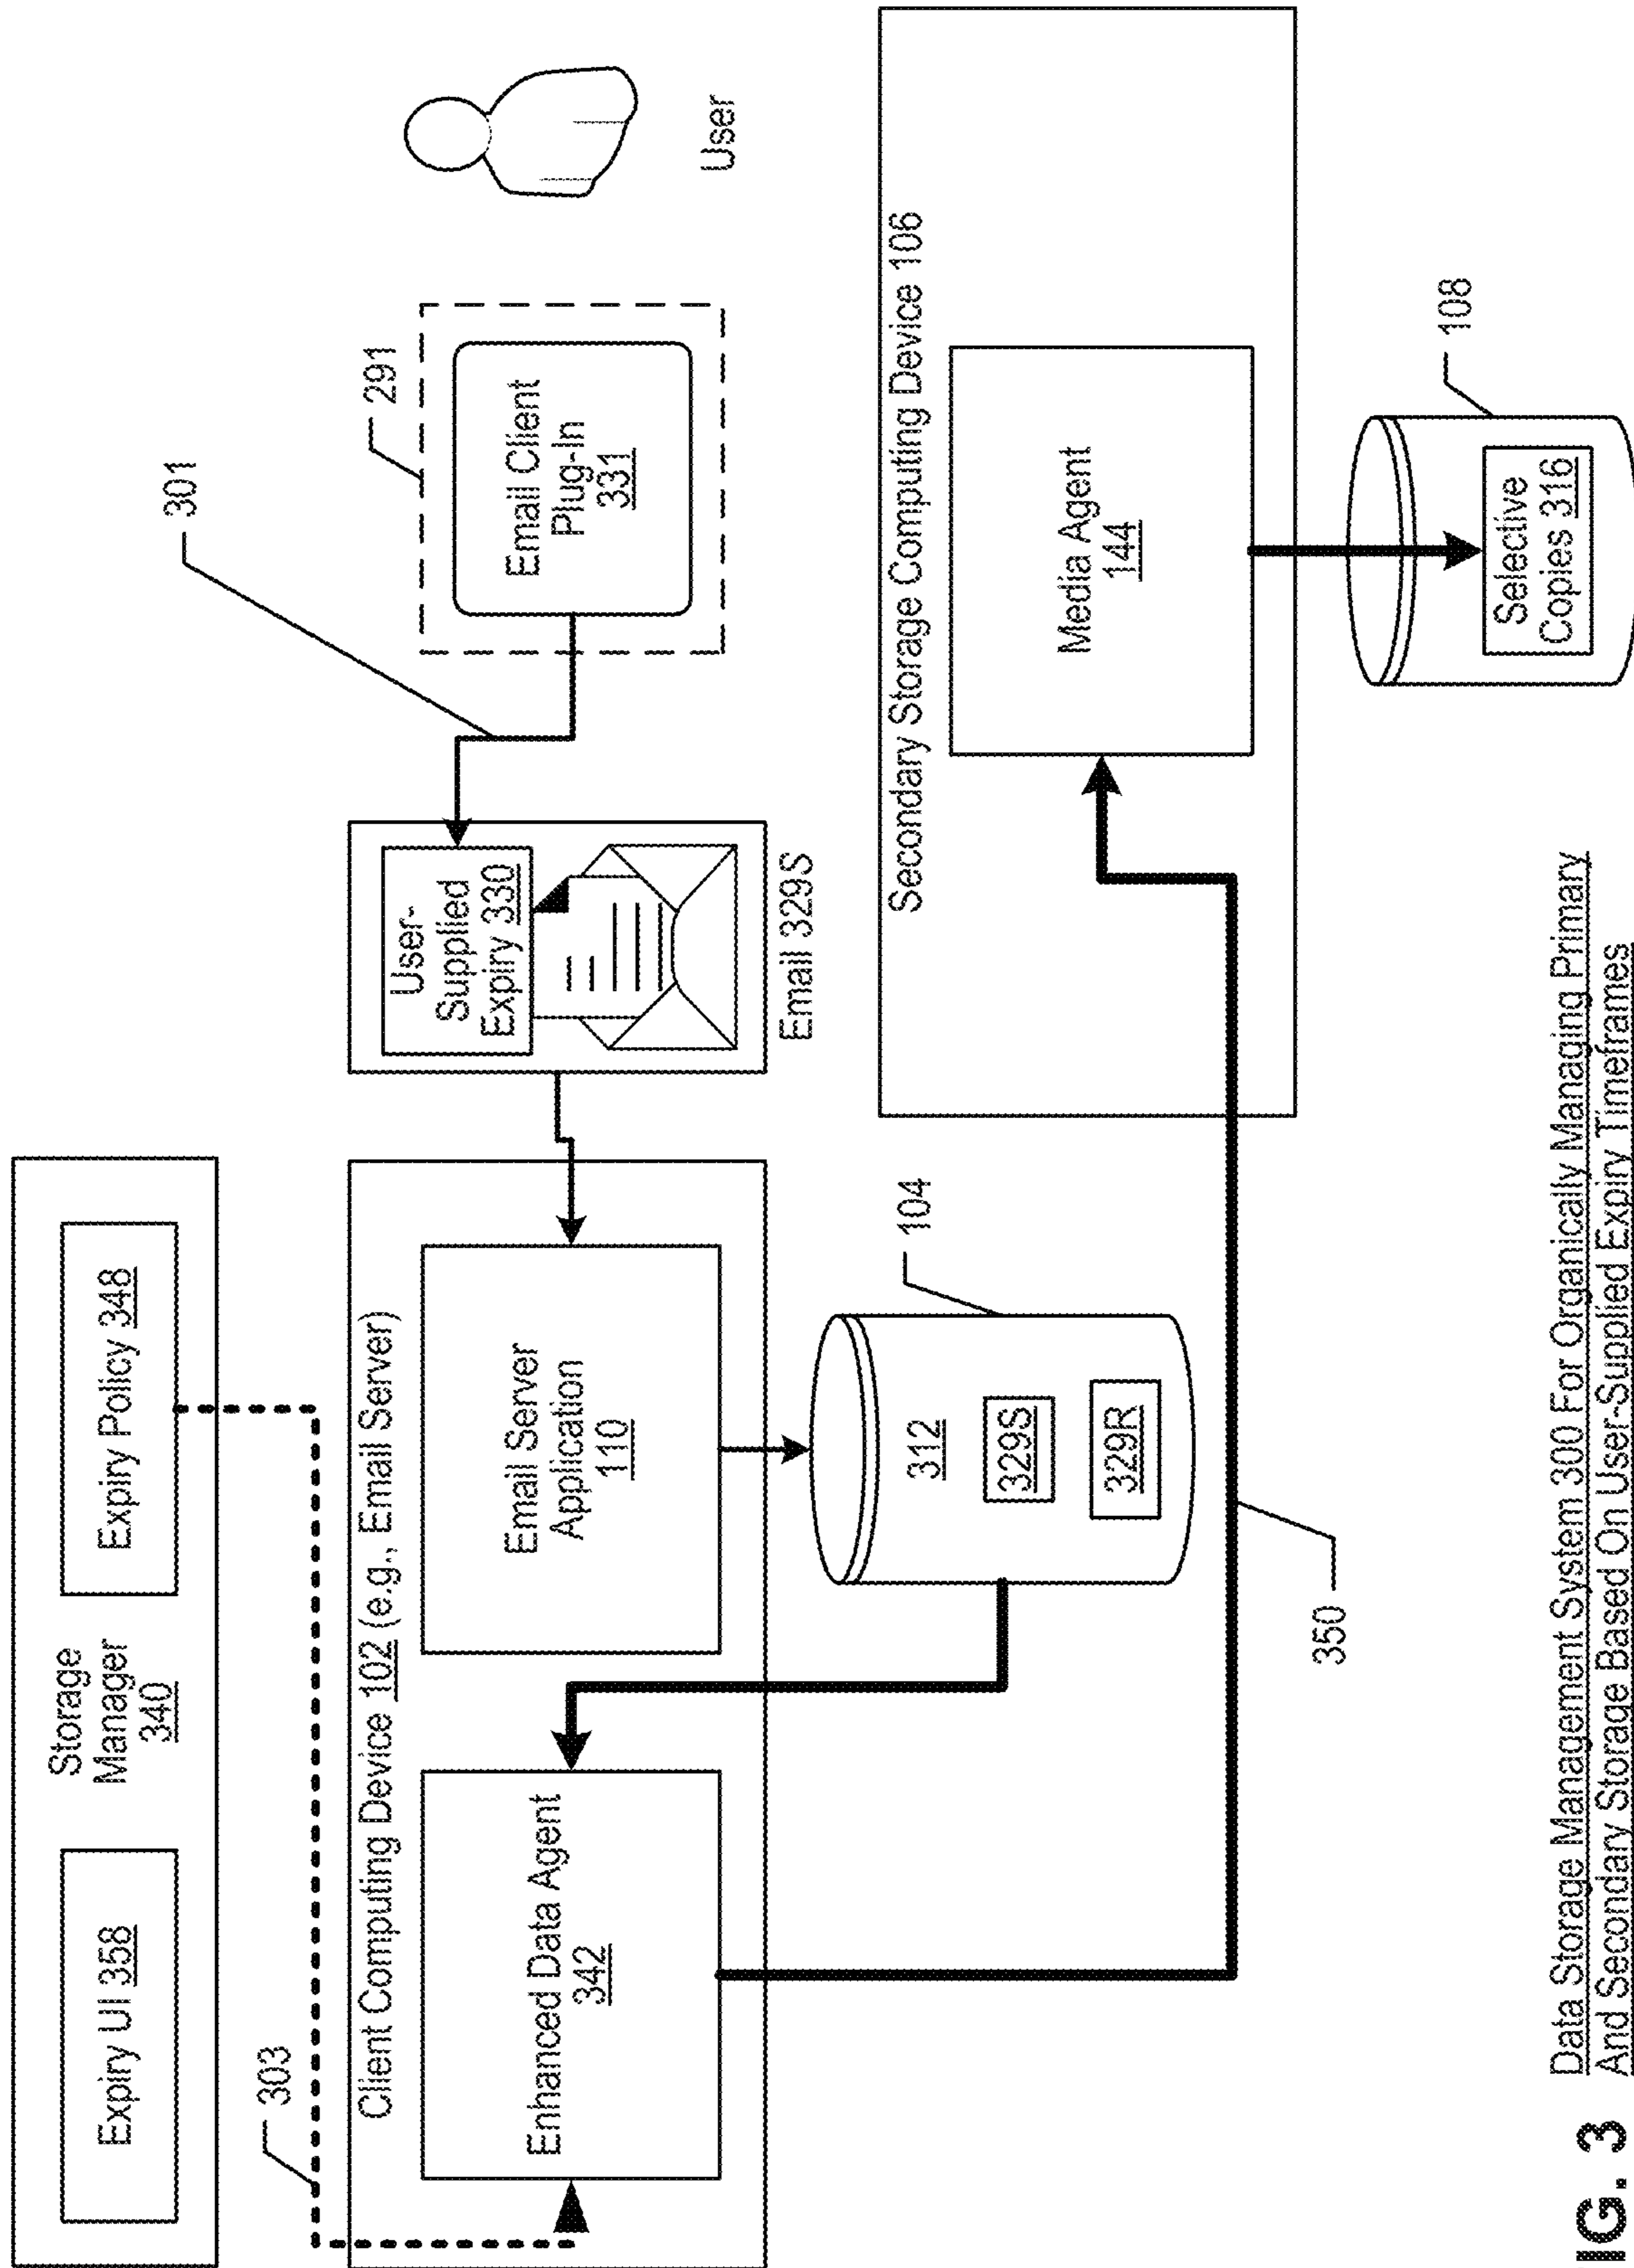 Storage
Manager
340
Expiry UI 358
Expiry Policy 348
303
301
291
Client Computing Device 102 (e.g., Email Server)
Enhanced Data Agent
342
Email Server
Application
110
User-
Supplied
Expiry 330
Email 329S
Email Client
Plug-In
331
User
104
312
329S
329R
350
Secondary Storage Computing Device 106
Media Agent
144
108
Selective
Copies 316
IG. 3
Data Storage Management System 300 For Organically Managing Primary
And Secondary Storage Based On User-Supplied Expiry Timeframes